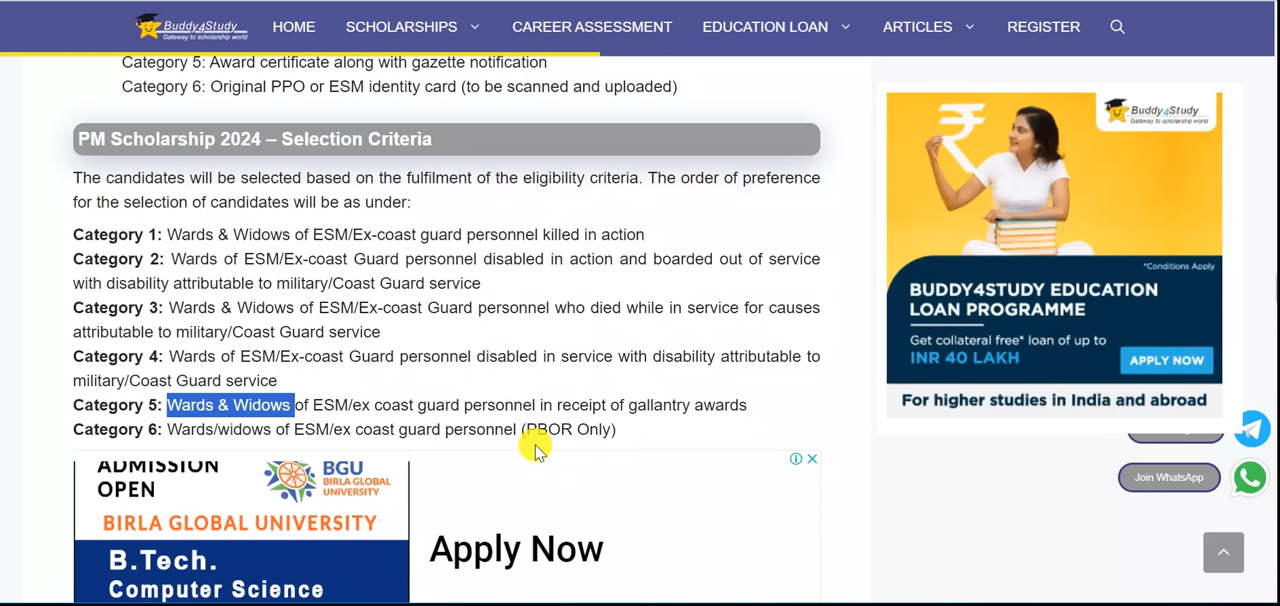 Buddy4Study
Gateway to scholarship world
HOME
SCHOLARSHIPS
CAREER ASSESSMENT
EDUCATION LOAN
ARTICLES
REGISTER
Category 5: Award certificate along with gazette notification
Category 6: Original PPO or ESM identity card (to be scanned and uploaded)
PM Scholarship 2024 – Selection Criteria
The candidates will be selected based on the fulfilment of the eligibility criteria. The order of preference
for the selection of candidates will be as under:
Category 1: Wards & Widows of ESM/Ex-coast guard personnel killed in action
Category 2: Wards of ESM/Ex-coast Guard personnel disabled in action and boarded out of service
with disability attributable to military/Coast Guard service
Category 3: Wards & Widows of ESM/Ex-coast Guard personnel who died while in service for causes
attributable to military/Coast Guard service
Category 4: Wards of ESM/Ex-coast Guard personnel disabled in service with disability attributable to
military/Coast Guard service
Category 5: Wards & Widows of ESM/ex coast guard personnel in receipt of gallantry awards
Category 6: Wards/widows of ESM/ex coast guard personnel (PBOR Only)
ADMISSION
OPEN
BGU
BIRLA GLOBAL
UNIVERSITY
BIRLA GLOBAL UNIVERSITY
B.Tech.
Computer Science
Apply Now
Buddy4Study
Gateway to scholarship world
*Conditions Apply
BUDDY4STUDY EDUCATION
LOAN PROGRAMME
Get collateral free* loan of up to
INR 40 LAKH
APPLY NOW
For higher studies in India and abroad
Join WhatsApp